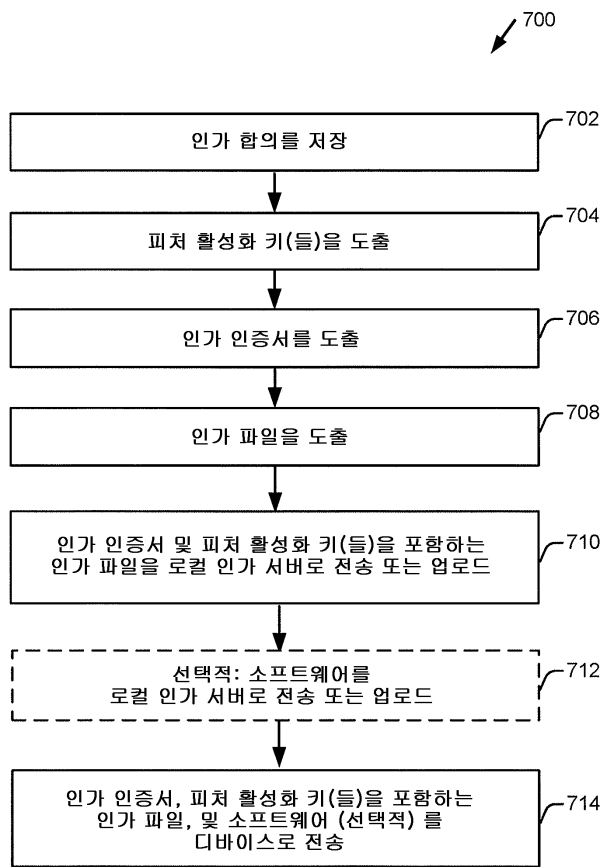 700
인가 합의를 저장
702
피처 활성화 키(들)을 도출
704
인가 인증서를 도출
706
인가 파일을 도출
708
인가 인증서 및 피처 활성화 키(들)을 포함하는
인가 파일을 로컬 인가 서버로 전송 또는 업로드
710
선택적: 소프트웨어를
로컬 인가 서버로 전송 또는 업로드
712
인가 인증서, 피처 활성화 키(들)을 포함하는
인가 파일, 및 소프트웨어 (선택적) 를
디바이스로 전송
714